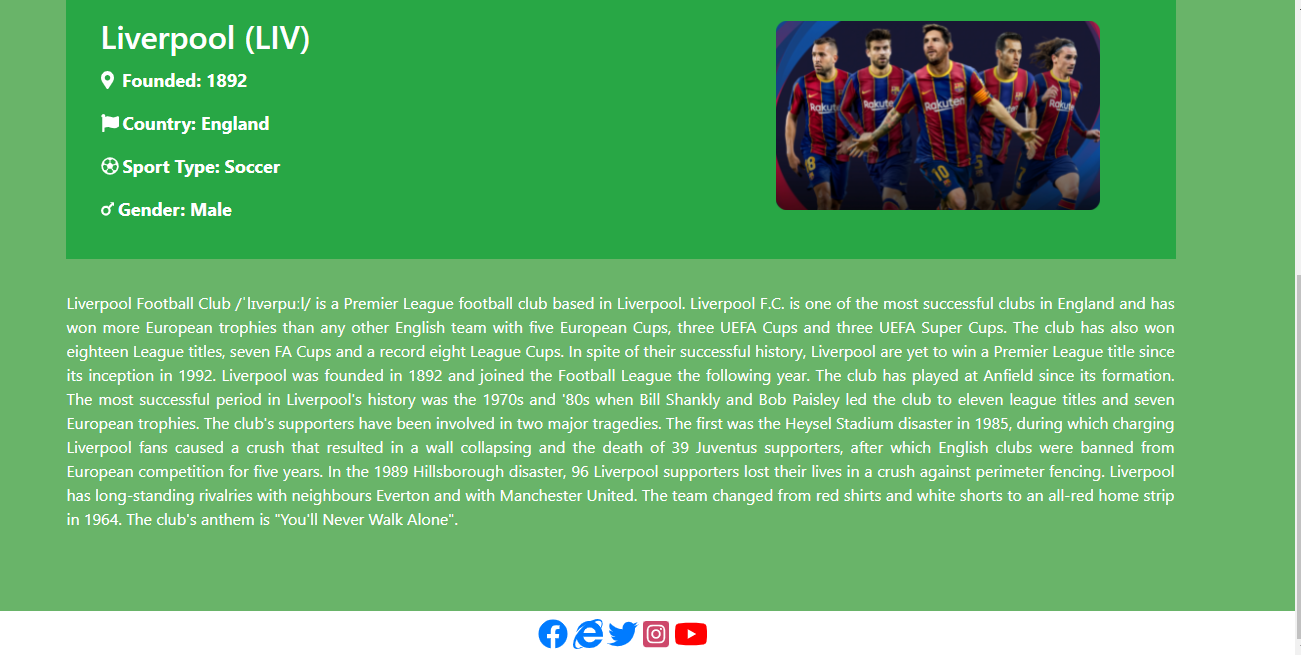 Liverpool (LIV)
Founded: 1892
Country: England
Sport Type: Soccer
Gender: Male
Rakuten
Rakuten
Rakuten
8
10
5
7
Liverpool Football Club /ˈlɪvərpuːl/ is a Premier League football club based in Liverpool. Liverpool F.C. is one of the most successful clubs in England and has
won more European trophies than any other English team with five European Cups, three UEFA Cups and three UEFA Super Cups. The club has also won
eighteen League titles, seven FA Cups and a record eight League Cups. In spite of their successful history, Liverpool are yet to win a Premier League title since
its inception in 1992. Liverpool was founded in 1892 and joined the Football League the following year. The club has played at Anfield since its formation.
The most successful period in Liverpool's history was the 1970s and '80s when Bill Shankly and Bob Paisley led the club to eleven league titles and seven
European trophies. The club's supporters have been involved in two major tragedies. The first was the Heysel Stadium disaster in 1985, during which charging
Liverpool fans caused a crush that resulted in a wall collapsing and the death of 39 Juventus supporters, after which English clubs were banned from
European competition for five years. In the 1989 Hillsborough disaster, 96 Liverpool supporters lost their lives in a crush against perimeter fencing. Liverpool
has long-standing rivalries with neighbours Everton and with Manchester United. The team changed from red shirts and white shorts to an all-red home strip
in 1964. The club's anthem is "You'll Never Walk Alone".